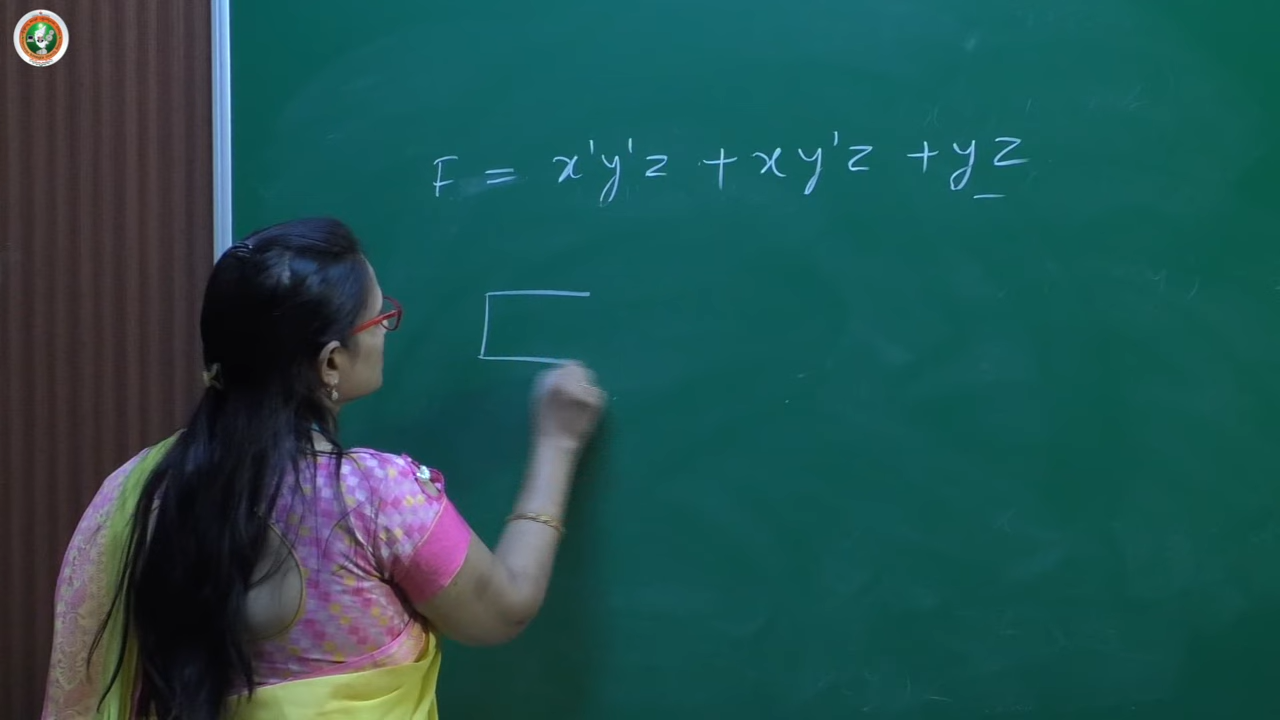 F = x'y'z + xy'z + yz